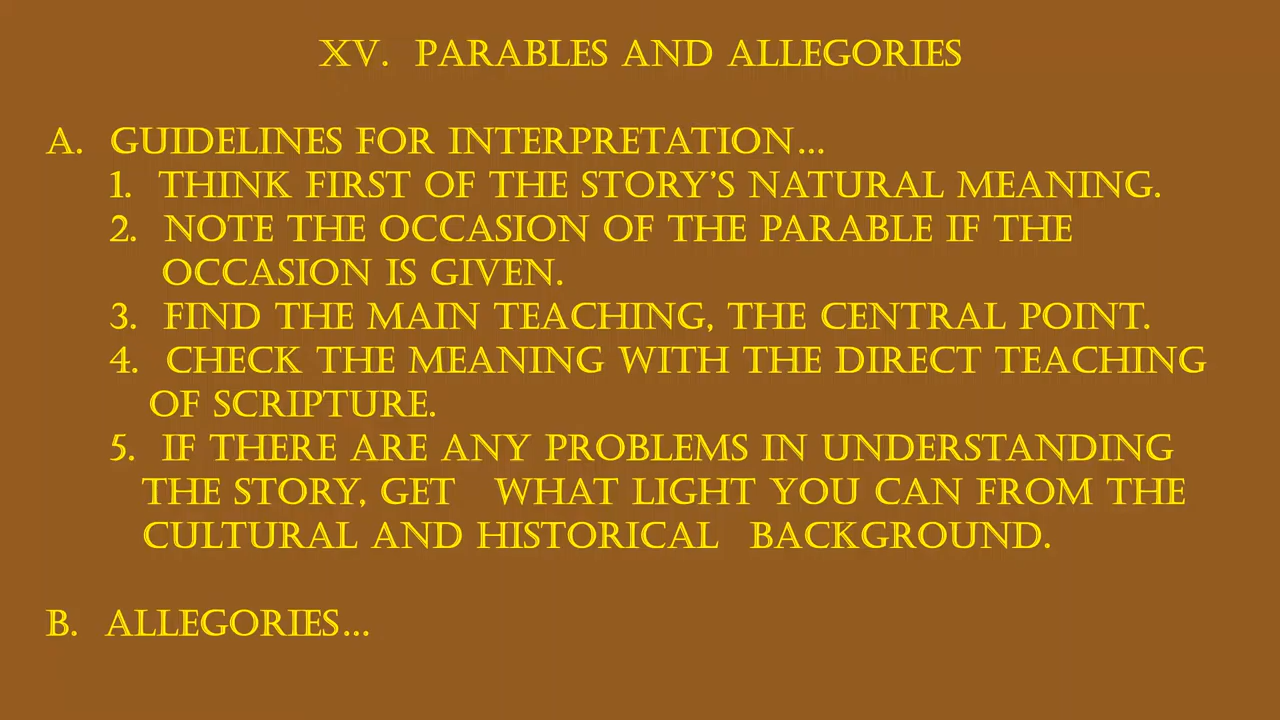 XV. PARABLES AND ALLEGORIES
A. GUIDELINES FOR INTERPRETATION...
1. THINK FIRST OF THE STORY'S NATURAL MEANING.
2. NOTE THE OCCASION OF THE PARABLE IF THE
OCCASION IS GIVEN.
3. FIND THE MAIN TEACHING, THE CENTRAL POINT.
4. CHECK THE MEANING WITH THE DIRECT TEACHING
OF SCRIPTURE.
5. IF THERE ARE ANY PROBLEMS IN UNDERSTANDING
THE STORY, GET WHAT LIGHT YOU CAN FROM THE
CULTURAL AND HISTORICAL BACKGROUND.
B. ALLEGORIES...